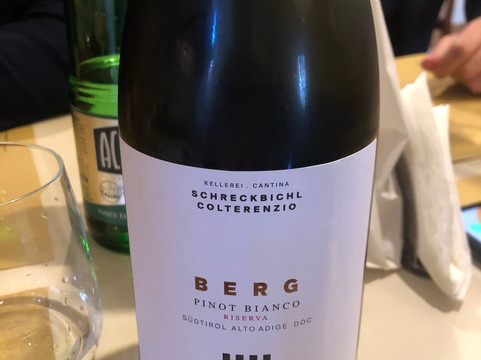 KELLEREI . CANTINA
SCHRECKBICHL
COLTERENZIO
BERG
PINOT BIANCO
RISERVA
SÜDTIROL ALTO ADIGE DOC